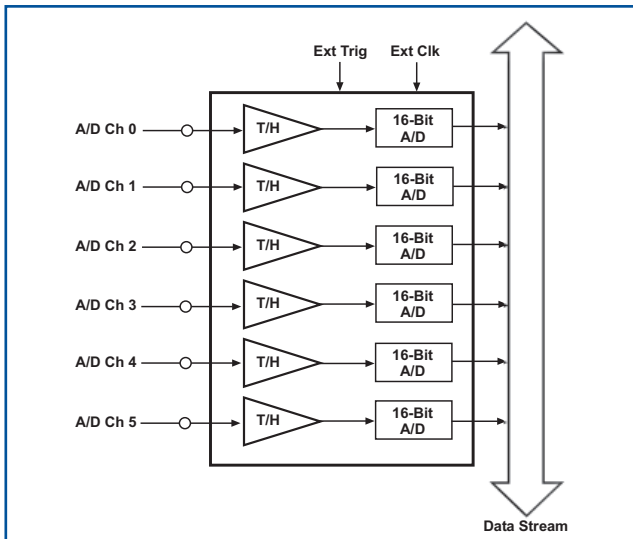 Ext Trig Ext Clk
A/D Ch 0 T/H 16-Bit
A/D
A/D Ch 1 T/H 16-Bit
A/D
A/D Ch 2 T/H 16-Bit
A/D
A/D Ch 3 T/H 16-Bit
A/D
A/D Ch 4 T/H 16-Bit
A/D
A/D Ch 5 T/H 16-Bit
A/D
Data Stream